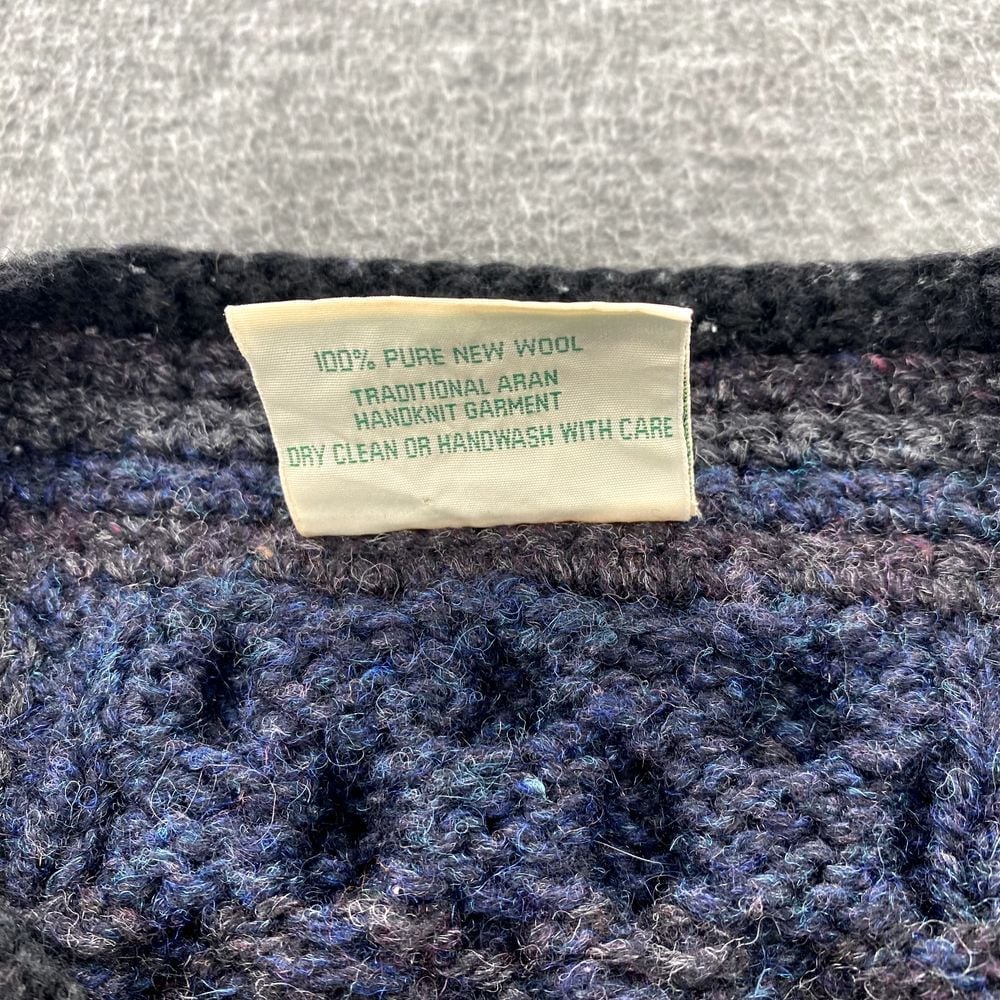 100% PURE NEW WOOL
TRADITIONAL ARAN
HANDKNIT GARMENT
DRY CLEAN OR HANDWASH WITH CARE